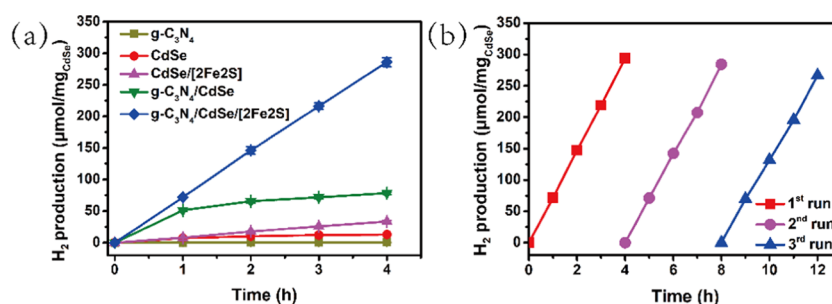 (a)
H₂ production (μmol/mg_CdSe)
350
300
250
200
150
100
50
0
g-C₃N₄
CdSe
CdSe/[2Fe2S]
g-C₃N₄/CdSe
g-C₃N₄/CdSe/[2Fe2S]
0 1 2 3 4
Time (h)
(b)
H₂ production (μmol/mg_CdSe)
350
300
250
200
150
100
50
0
1st run
2nd run
3rd run
0 2 4 6 8 10 12
Time (h)